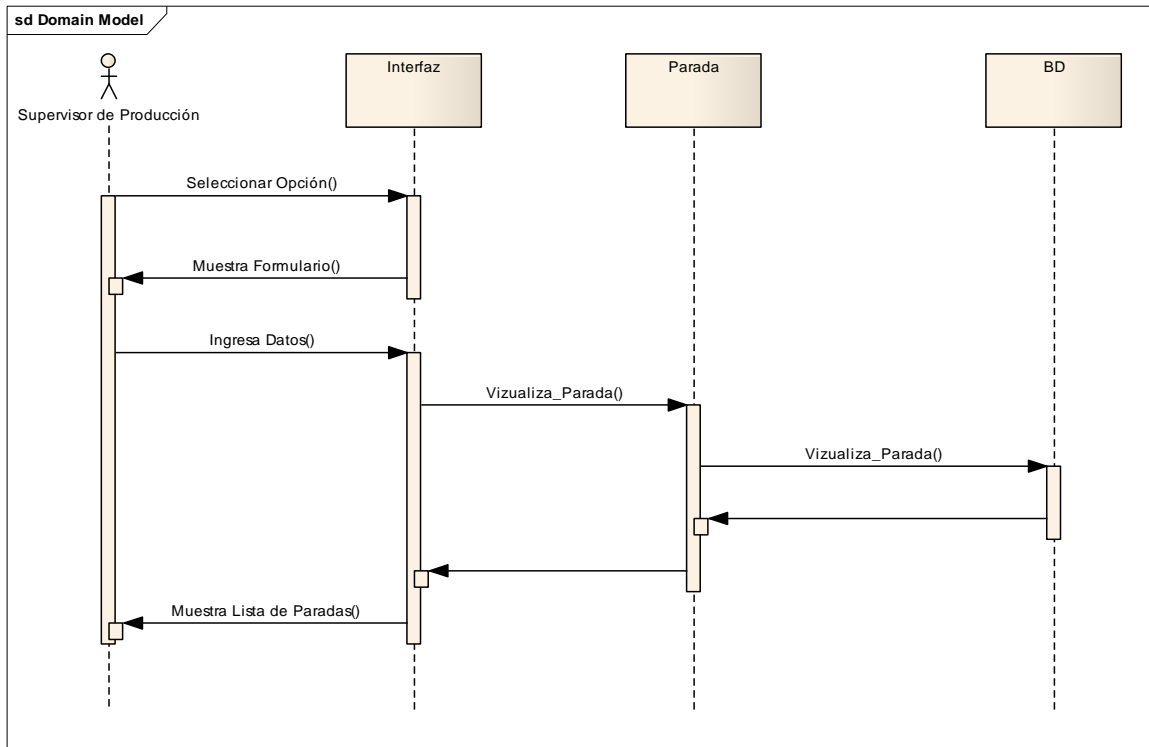 sd Domain Model
Supervisor de Producción
Interfaz
Parada
BD
Seleccionar Opción()
Muestra Formulario()
Ingresa Datos()
Vizualiza_Parada()
Vizualiza_Parada()
Muestra Lista de Paradas()